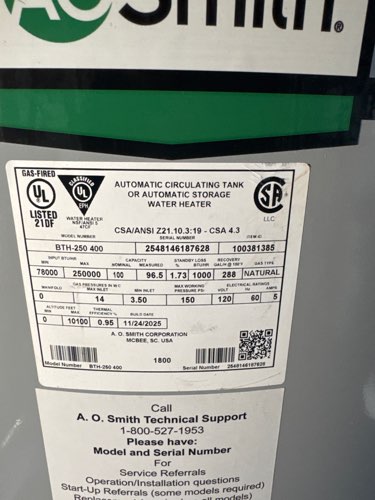 AO Smith®
GAS-FIRED
UL
LISTED
21DF
CLASSIFIED
UL
EPH
WATER HEATER
NSF/ANSI 5
47CF
AUTOMATIC CIRCULATING TANK
OR AUTOMATIC STORAGE
WATER HEATER
CSA/ANSI Z21.10.3:19 - CSA 4.3
LLC
MODEL NUMBER SERIAL NUMBER ITEM ID
BTH-250 400 2548146187628 100381385
INPUT BTU/HR CAPACITY STANDBY LOSS RECOVERY GAS TYPE
MIN MAX NOMINAL MEASURED % BTU/HR GAL/H @ 100°F
78000 250000 100 96.5 1.73 1000 288 NATURAL
MANIFOLD GAS PRESSURES IN W/C MAX WORKING ELECTRICAL RATINGS
MAX INLET MIN INLET PRESSURE PSI VOLT HZ AMPS
0 14 3.50 150 120 60 5
ALTITUDE FEET THERMAL BUILD DATE
MIN MAX EFFICIENCY %
0 10100 0.95 11/24/2025
A. O. SMITH CORPORATION
MCBEE, SC. USA
1800
Model Number BTH-250 400 Serial Number 2548146187628
Call
A. O. Smith Technical Support
1-800-527-1953
Please have:
Model and Serial Number
For
Service Referrals
Operation/Installation questions
Start-Up Referrals (some models required)